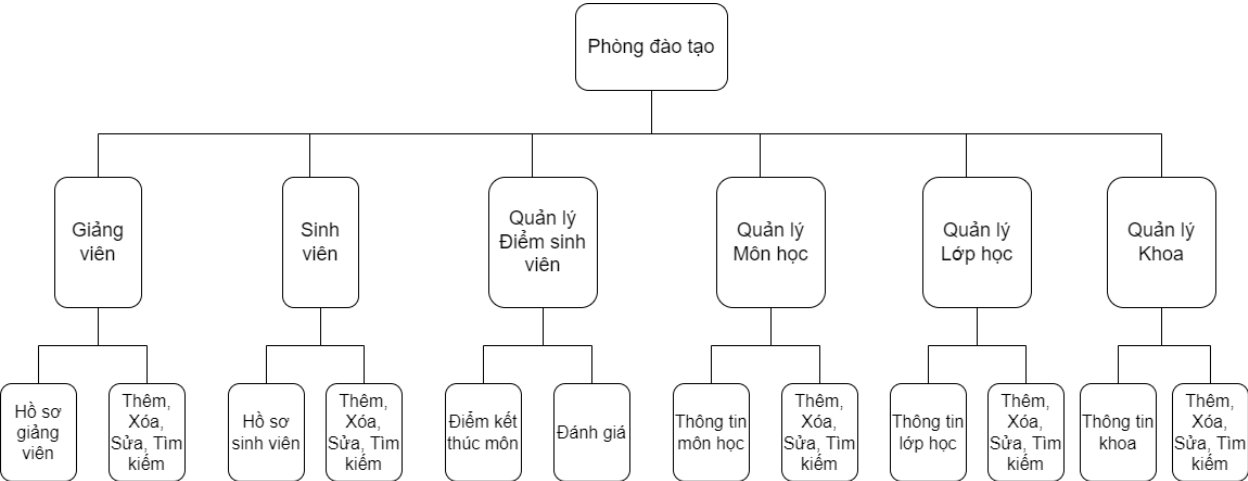 Phòng đào tạo
Giảng
viên
Sinh
viên
Quản lý
Điểm sinh
viên
Quản lý
Môn học
Quản lý
Lớp học
Quản lý
Khoa
Hồ sơ
giảng
viên
Thêm,
Xóa,
Sửa, Tìm
kiếm
Hồ sơ
sinh viên
Thêm,
Xóa,
Sửa, Tìm
kiếm
Điểm kết
thúc môn
Đánh giá
Thông tin
môn học
Thêm,
Xóa,
Sửa, Tìm
kiếm
Thông tin
lớp học
Thêm,
Xóa,
Sửa, Tìm
kiếm
Thông tin
khoa
Thêm,
Xóa,
Sửa, Tìm
kiếm